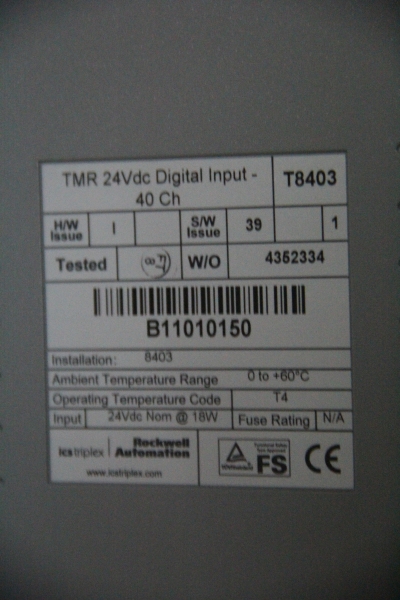 TMR 24Vdc Digital Input -
40 Ch
T8403
H/W Issue I S/W Issue 39 1
Tested W/O 4352334
B11010150
Installation: 8403
Ambient Temperature Range 0 to +60°C
Operating Temperature Code T4
Input 24Vdc Nom @ 18W Fuse Rating N/A
ics triplex Rockwell Automation
www.icstriplex.com
FS CE